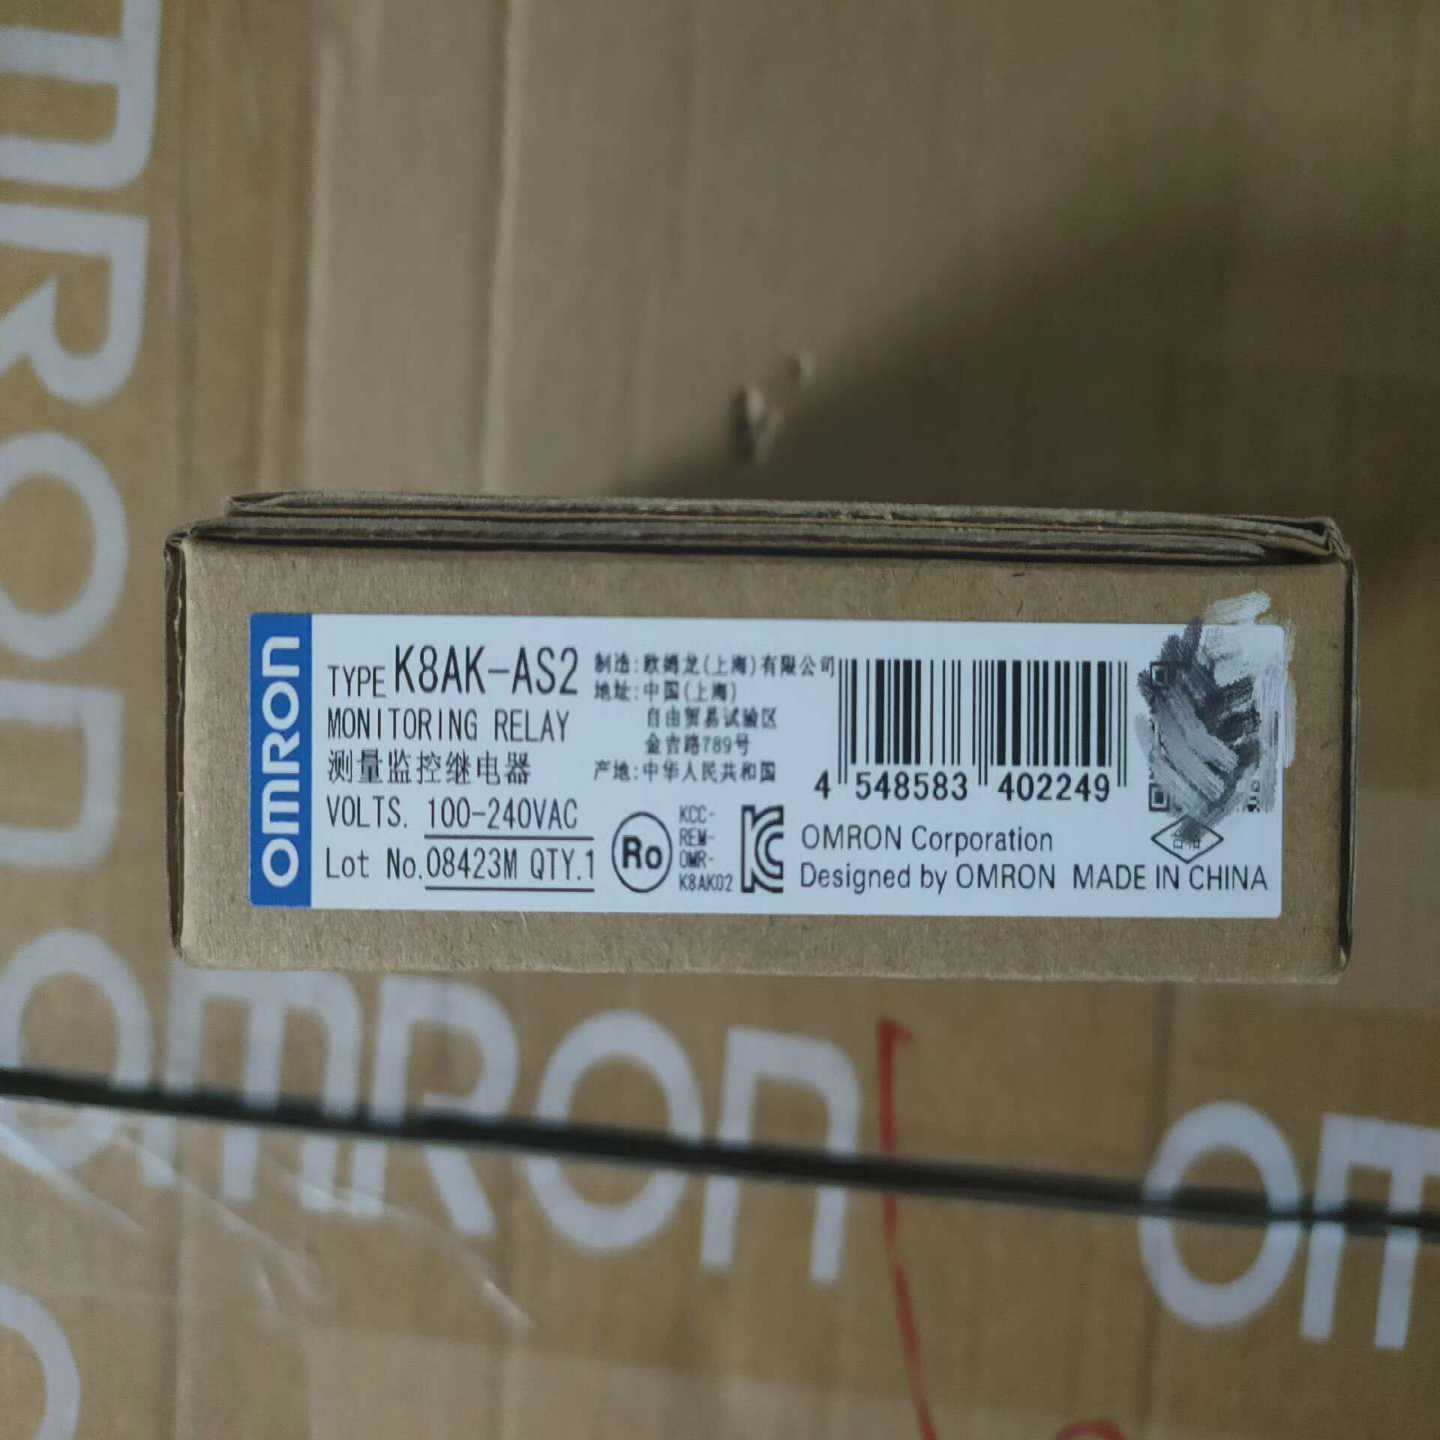 OMRON
TYPE K8AK-AS2
MONITORING RELAY
测量监控继电器
VOLTS. 100-240VAC
Lot No.08423M QTY.1
制造:欧姆龙(上海)有限公司
地址:中国(上海)
自由贸易试验区
金吉路789号
产地:中华人民共和国
Ro
KCC-
REM-
OMR-
K8AK02
4 548583 402249
合格
OMRON Corporation
Designed by OMRON MADE IN CHINA
OMRON
OMRON
OM